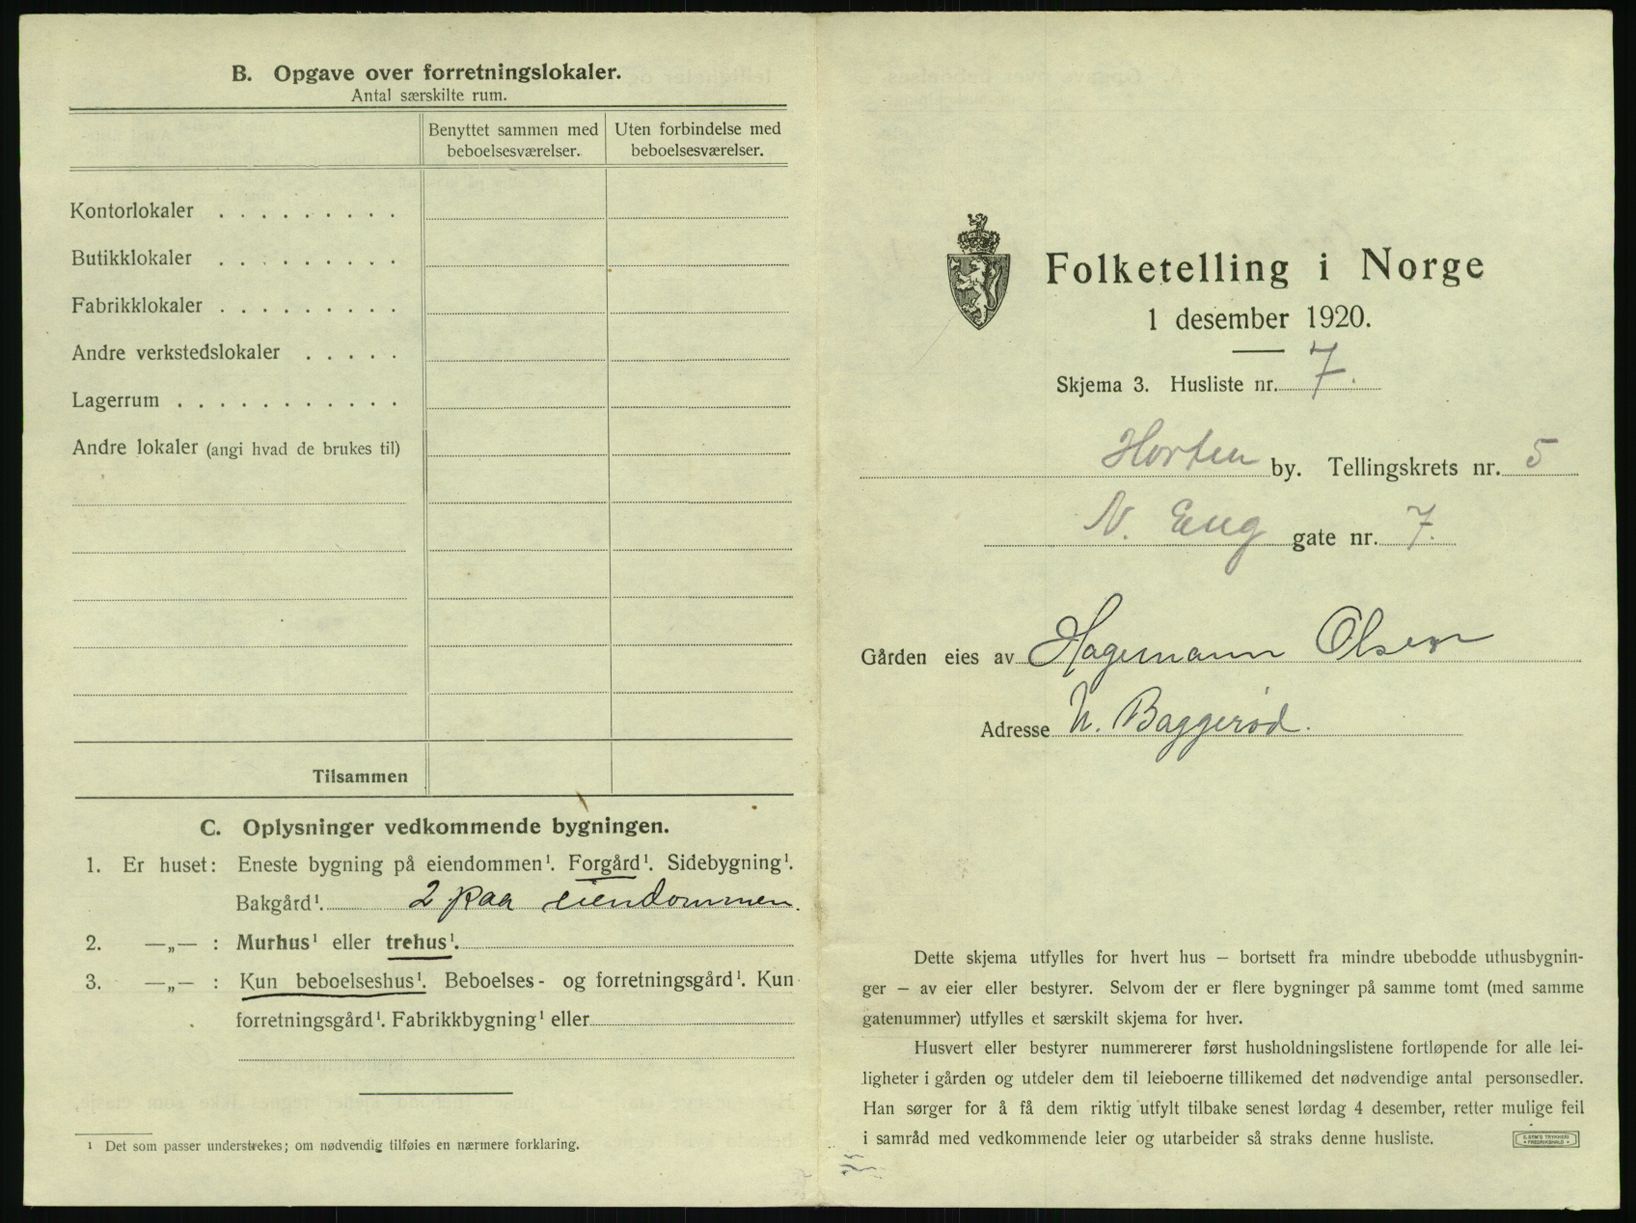 B. Opgave over forretningslokaler.
Antal særskilte rum.
Benyttet sammen med beboelsesværelser.
Uten forbindelse med beboelsesværelser.
Kontorlokaler . . . . . . . . .
Butikklokaler . . . . . . . . .
Fabrikklokaler . . . . . . . . .
Andre verkstedslokaler . . . . .
Lagerrum . . . . . . . . . . .
Andre lokaler (angi hvad de brukes til)
Tilsammen
C. Oplysninger vedkommende bygningen.
1. Er huset: Eneste bygning på eiendommen¹. Forgård¹. Sidebygning¹.
Bakgård¹. 2 paa eiendommen.
2. —„— : Murhus¹ eller trehus¹.
3. —„— : Kun beboelseshus¹. Beboelses- og forretningsgård¹. Kun
forretningsgård¹. Fabrikkbygning¹ eller
¹ Det som passer understrekes; om nødvendig tilføies en nærmere forklaring.
Folketelling i Norge
1 desember 1920.
Skjema 3. Husliste nr. 7.
Horten by. Tellingskrets nr. 5
N. Eng gate nr. 7.
Gården eies av Hagemann Olsen
Adresse N. Baggerød.
Dette skjema utfylles for hvert hus – bortsett fra mindre ubebodde uthusbygnin-
ger – av eier eller bestyrer. Selvom der er flere bygninger på samme tomt (med samme
gatenummer) utfylles et særskilt skjema for hver.
Husvert eller bestyrer nummererer først husholdningslistene fortløpende for alle lei-
ligheter i gården og utdeler dem til leieboerne tillikemed det nødvendige antal personsedler.
Han sørger for å få dem riktig utfylt tilbake senest lørdag 4 desember, retter mulige feil
i samråd med vedkommende leier og utarbeider så straks denne husliste.